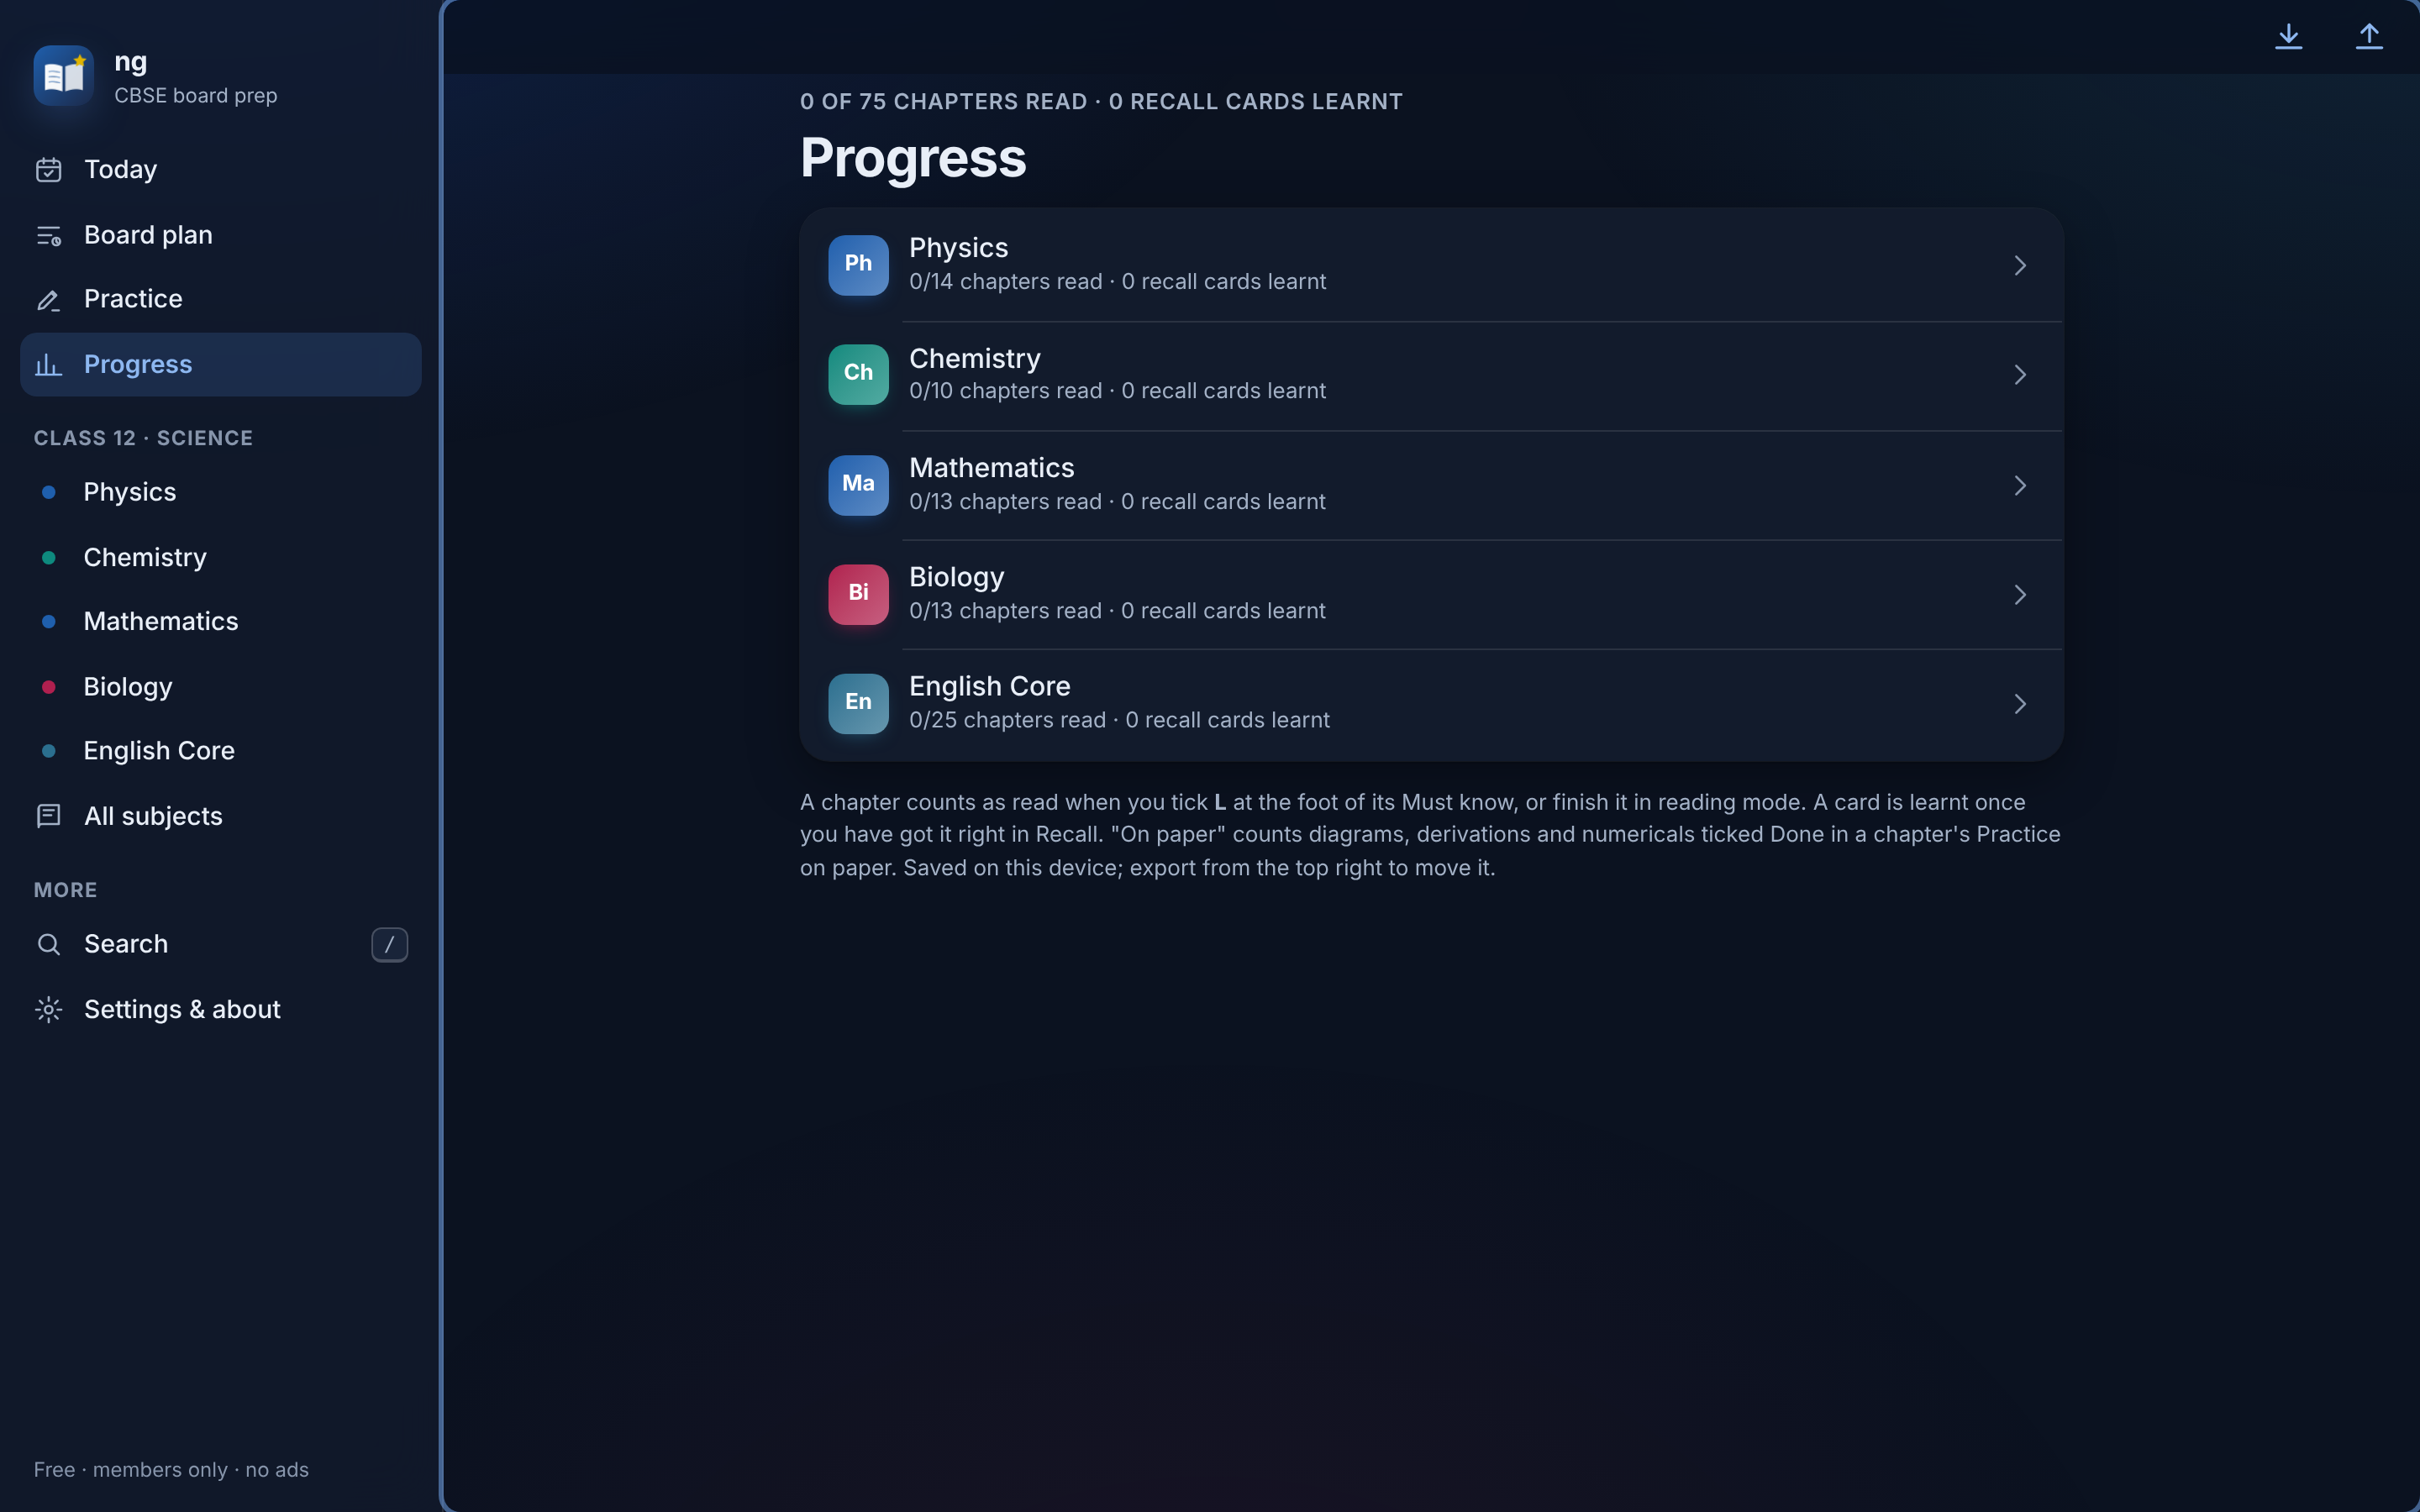 ng
CBSE board prep
Today
Board plan
Practice
Progress
CLASS 12 · SCIENCE
Physics
Chemistry
Mathematics
Biology
English Core
All subjects
MORE
Search /
Settings & about
Free · members only · no ads
0 OF 75 CHAPTERS READ · 0 RECALL CARDS LEARNT
Progress
Ph
Physics
0/14 chapters read · 0 recall cards learnt
Ch
Chemistry
0/10 chapters read · 0 recall cards learnt
Ma
Mathematics
0/13 chapters read · 0 recall cards learnt
Bi
Biology
0/13 chapters read · 0 recall cards learnt
En
English Core
0/25 chapters read · 0 recall cards learnt
A chapter counts as read when you tick L at the foot of its Must know, or finish it in reading mode. A card is learnt once
you have got it right in Recall. "On paper" counts diagrams, derivations and numericals ticked Done in a chapter's Practice
on paper. Saved on this device; export from the top right to move it.